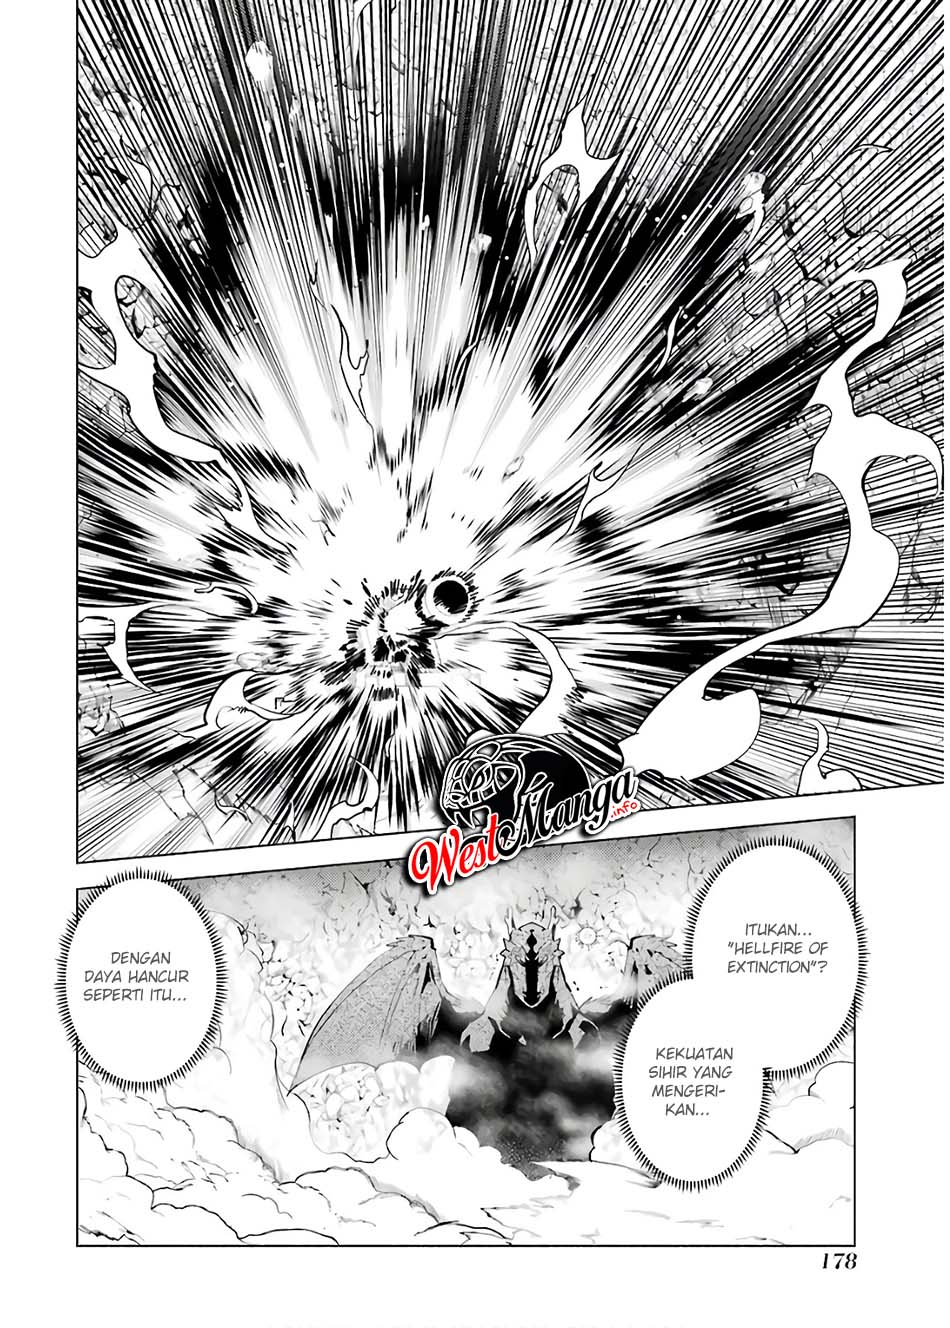 WestManga
.info
ITUKAN...
"HELLFIRE OF
EXTINCTION"?
KEKUATAN
SIHIR YANG
MENGERI-
KAN...
DENGAN
DAYA HANCUR
SEPERTI ITU...
178